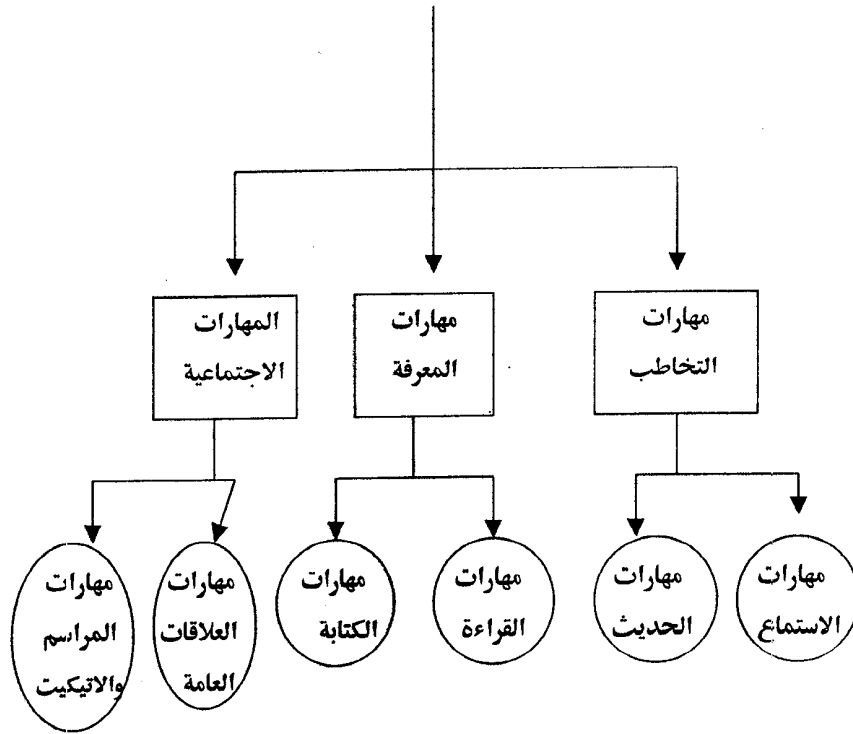 مهارات
التخاطب
مهارات
المعرفة
المهارات
الاجتماعية
مهارات
الاستماع
مهارات
الحديث
مهارات
القراءة
مهارات
الكتابة
مهارات
العلاقات
العامة
مهارات
المراسم
والاتيكيت